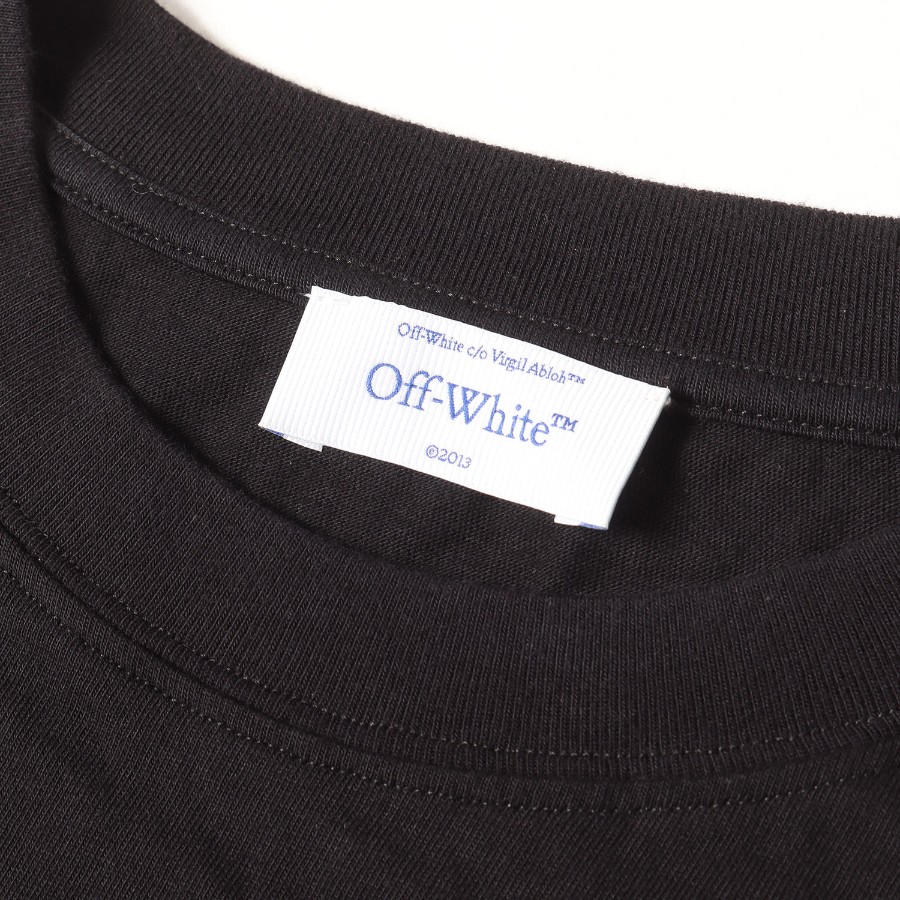 Off-White c/o Virgil Abloh™
Off-White™
©2013